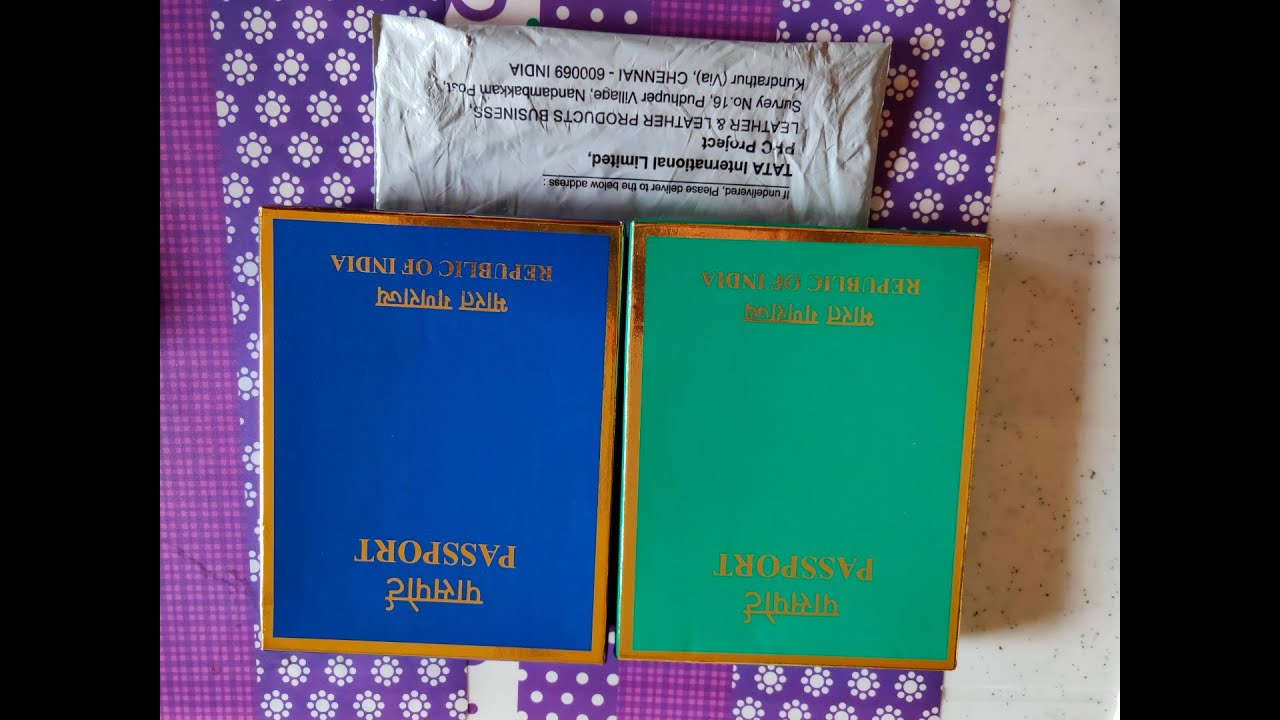 If undelivered, Please deliver to the below address :
TATA International Limited,
PFC Project
LEATHER & LEATHER PRODUCTS BUSINESS,
Survey No.16, Pudhuper Village, Nandambakkam Post,
Kundrathur (Via), CHENNAI - 600069 INDIA
पासपोर्ट
PASSPORT
भारत गणराज्य
REPUBLIC OF INDIA
पासपोर्ट
PASSPORT
भारत गणराज्य
REPUBLIC OF INDIA